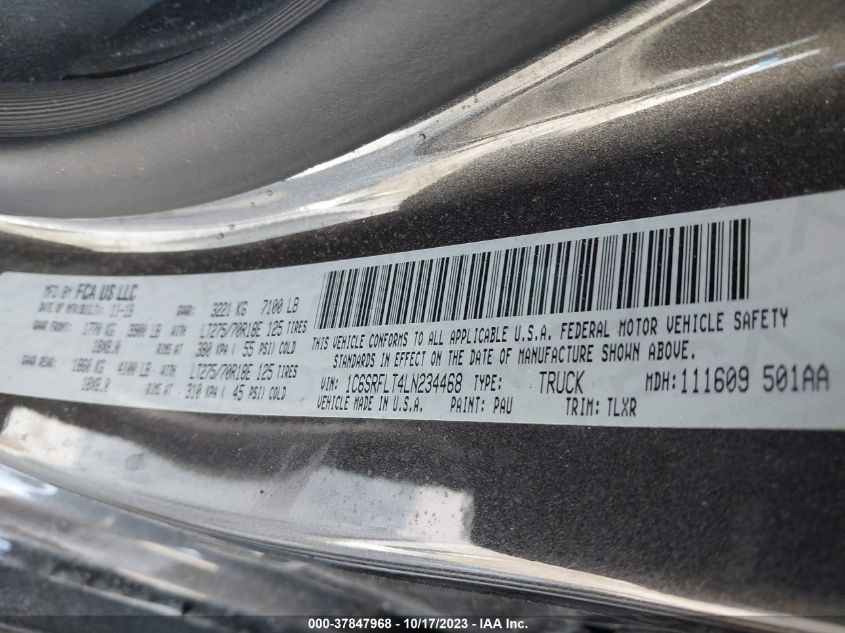 MFD BY FCA US LLC
DATE OF MFR(BUILT): 11-19 GVWR: 3221 KG 7100 LB
GAWR FRONT: 1770 KG 3900 LB WITH LT275/70R18E 125 TIRES
18X8.0 RIMS AT 380 KPA ( 55 PSI) COLD
GAWR REAR: 1860 KG 4100 LB WITH LT275/70R18E 125 TIRES
18X8.0 RIMS AT 310 KPA ( 45 PSI) COLD
THIS VEHICLE CONFORMS TO ALL APPLICABLE U.S.A. FEDERAL MOTOR VEHICLE SAFETY
STANDARDS IN EFFECT ON THE DATE OF MANUFACTURE SHOWN ABOVE.
VIN: 1C6SRFLT4LN234468 TYPE: TRUCK MDH:111609 501AA
VEHICLE MADE IN U.S.A. PAINT: PAU TRIM: TLXR
000-37847968 - 10/17/2023 - IAAI.com